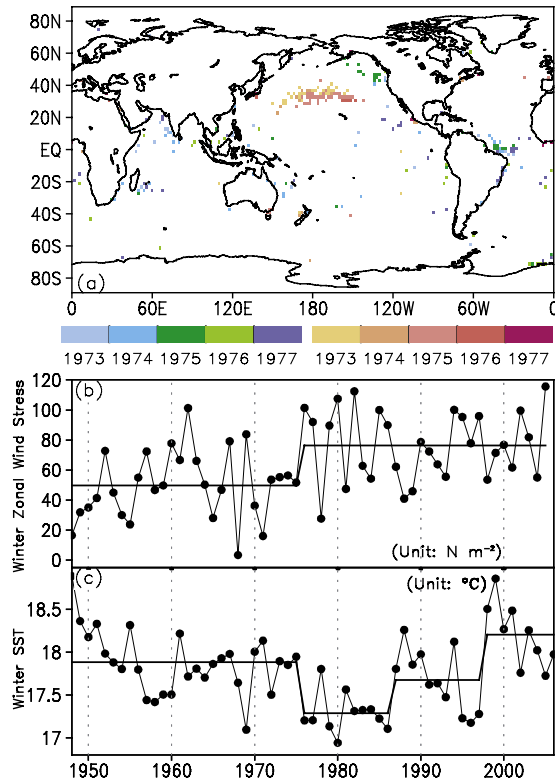 80N
60N
40N
20N
EQ
20S
40S
60S
80S
(a)
0 60E 120E 180 120W 60W 0
1973 1974 1975 1976 1977 1973 1974 1975 1976 1977
(b)
120
100
80
60
40
20
0
Winter Zonal Wind Stress
(Unit: N m⁻²)
(c)
(Unit: °C)
18.5
18
17.5
17
Winter SST
1950 1960 1970 1980 1990 2000